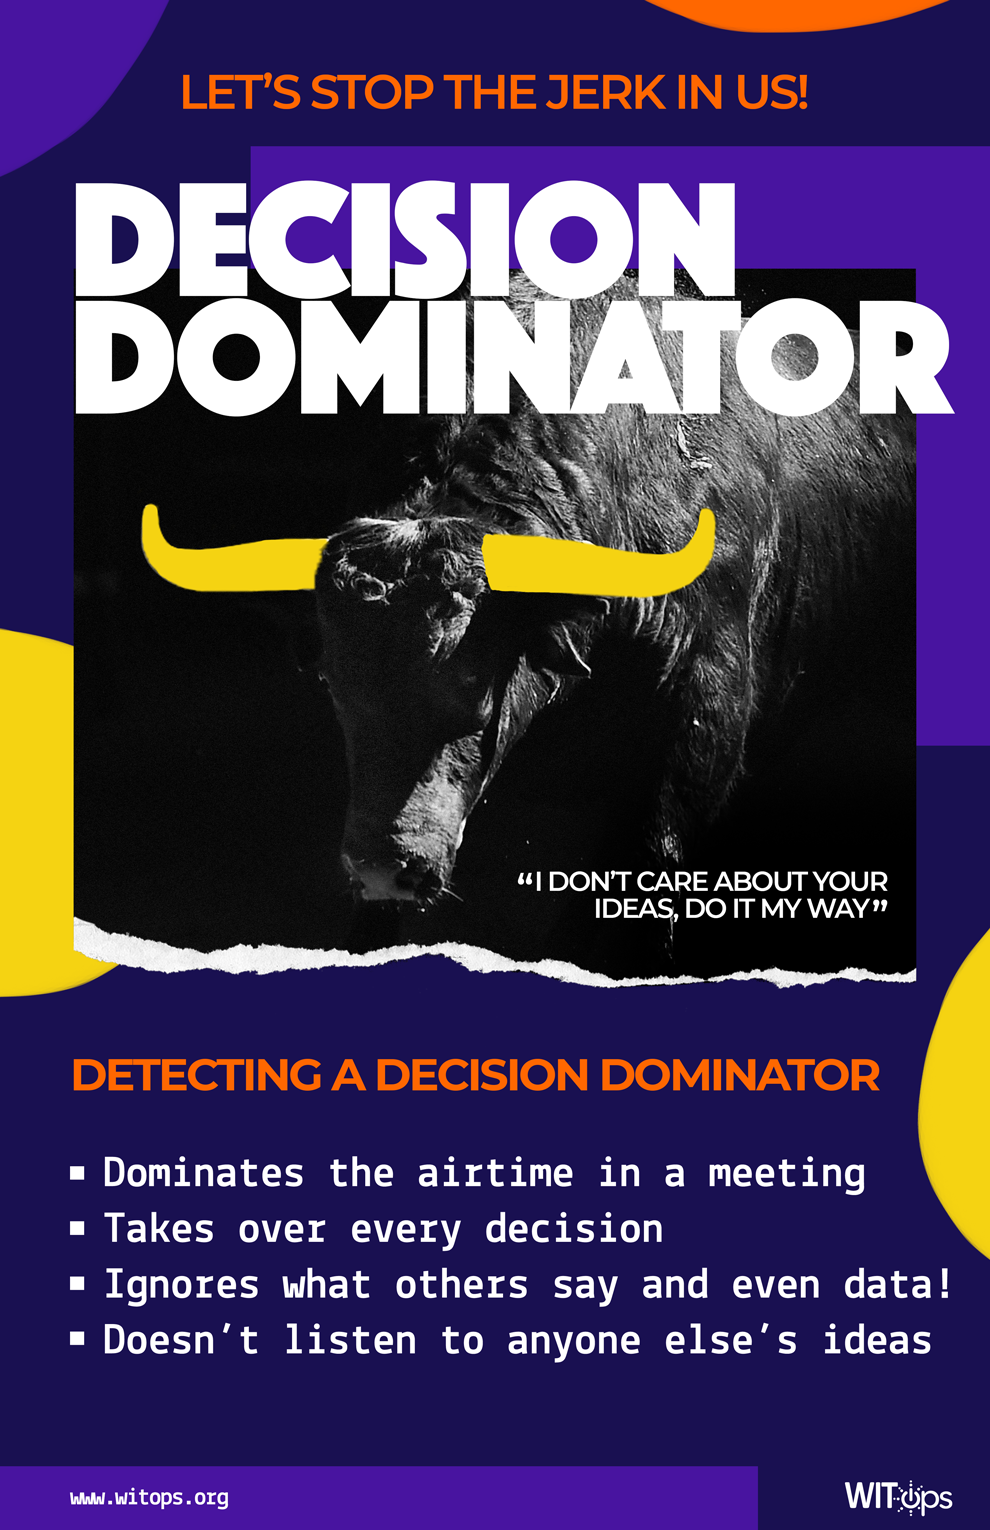 LET’S STOP THE JERK IN US!
DECISION
DOMINATOR
“I DON’T CARE ABOUT YOUR
IDEAS, DO IT MY WAY”
DETECTING A DECISION DOMINATOR
▪ Dominates the airtime in a meeting
▪ Takes over every decision
▪ Ignores what others say and even data!
▪ Doesn’t listen to anyone else’s ideas
www.witops.org
WITops